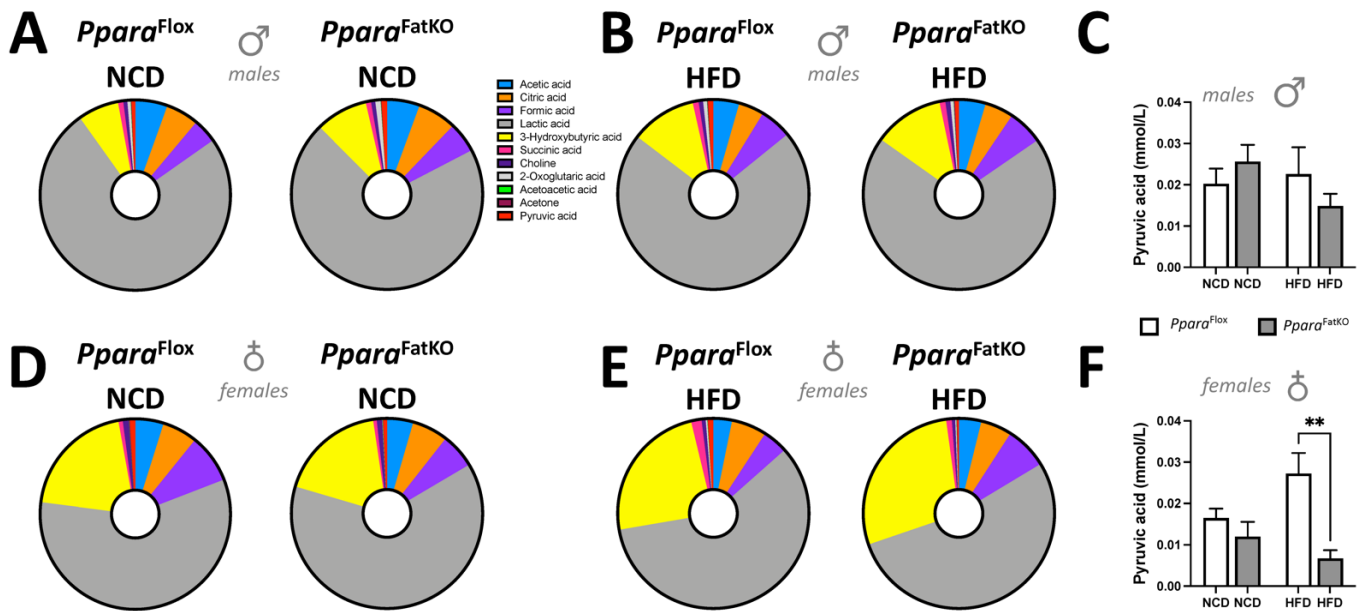 A
Ppara^Flox
♂
males
Ppara^FatKO
NCD
NCD
B
Ppara^Flox
♂
males
Ppara^FatKO
HFD
HFD
Acetic acid
Citric acid
Formic acid
Lactic acid
3-Hydroxybutyric acid
Succinic acid
Choline
2-Oxoglutaric acid
Acetoacetic acid
Acetone
Pyruvic acid
C
males ♂
Pyruvic acid (mmol/L)
0.04
0.03
0.02
0.01
0.00
NCD NCD HFD HFD
Ppara^Flox Ppara^FatKO
D
Ppara^Flox
♀
females
Ppara^FatKO
NCD
NCD
E
Ppara^Flox
♀
females
Ppara^FatKO
HFD
HFD
F
females ♀
Pyruvic acid (mmol/L)
0.04
0.03
0.02
0.01
0.00
**
NCD NCD HFD HFD